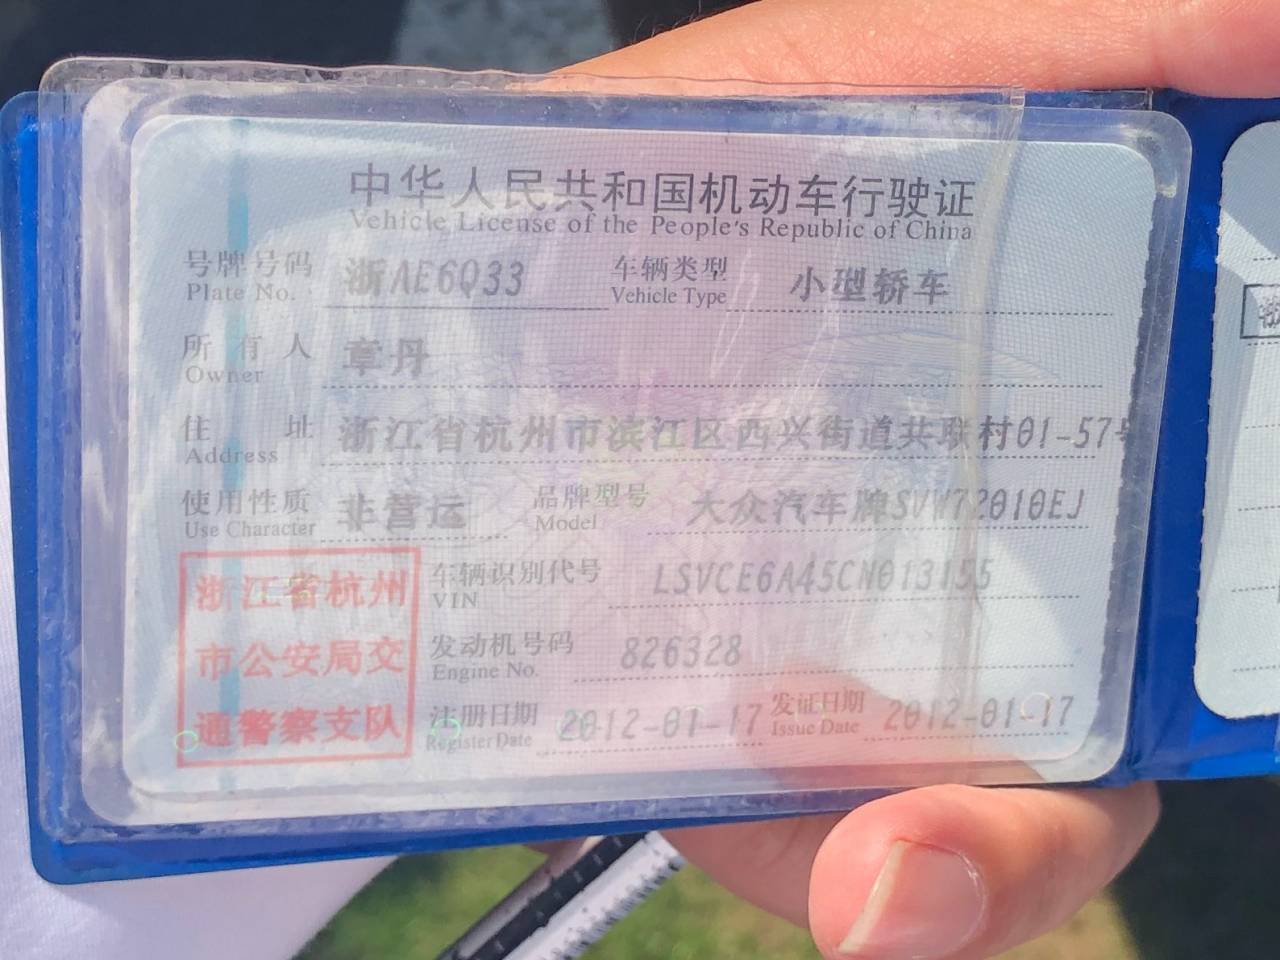 中华人民共和国机动车行驶证
Vehicle License of the People's Republic of China
号牌号码 浙AE6Q33 车辆类型 小型轿车
Plate No. Vehicle Type
所有人 章丹
Owner
住址 浙江省杭州市滨江区西兴街道共联村01-57号
Address
使用性质 非营运 品牌型号 大众汽车牌SVW72010EJ
Use Character Model
浙江省杭州
市公安局交
通警察支队
车辆识别代号 LSVCE6A45CN013155
VIN
发动机号码 826328
Engine No.
注册日期 2012-01-17 发证日期 2012-01-17
Register Date Issue Date